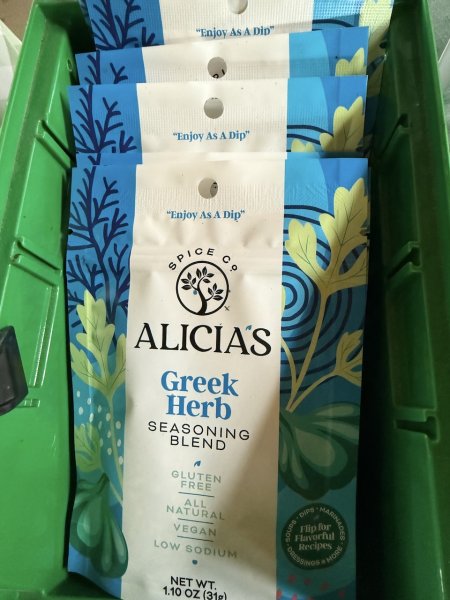 "Enjoy As A Dip"
"Enjoy As A Dip"
"Enjoy As A Dip"
SPICE Co
ALICIA'S
Greek
Herb
SEASONING
BLEND
GLUTEN
FREE
ALL
NATURAL
VEGAN
LOW SODIUM
NET WT.
1.10 OZ (31g)
SOUPS • DIPS • MARINADES
Flip for
Flavorful
Recipes
• DRESSINGS & MORE •